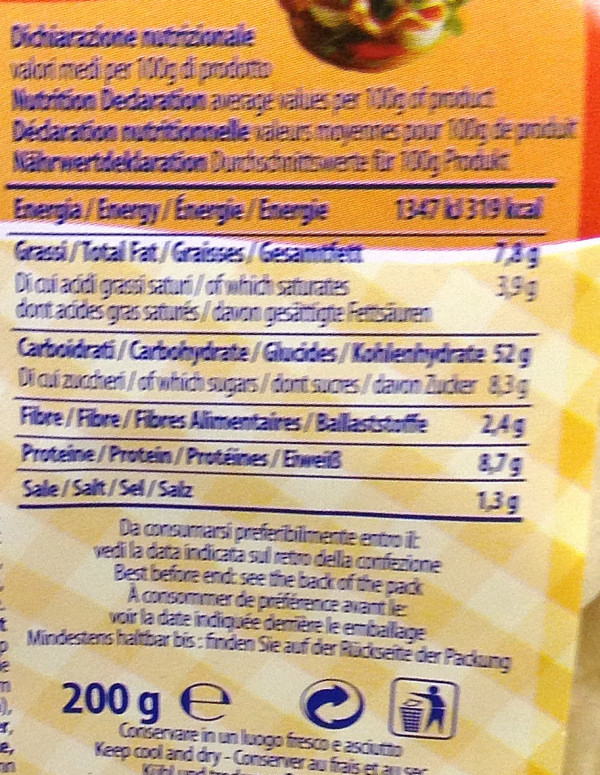 Dichiarazione nutrizionale
valori medi per 100g di prodotto
Nutrition Declaration average values per 100g of product
Déclaration nutritionnelle valeurs moyennes pour 100g de produit
Nährwertdeklaration Durchschnittswerte für 100g Produkt
Energia / Energy / Énergie / Energie 1347 kJ 319 kcal
Grassi / Total Fat / Graisses / Gesamtfett 7,8 g
Di cui acidi grassi saturi / of which saturates 3,9 g
dont acides gras saturés / davon gesättigte Fettsäuren
Carboidrati / Carbohydrate / Glucides / Kohlenhydrate 52 g
Di cui zuccheri / of which sugars / dont sucres / davon Zucker 8,3 g
Fibre / Fibre / Fibres Alimentaires / Ballaststoffe 2,4 g
Proteine / Protein / Protéines / Eiweiß 8,7 g
Sale / Salt / Sel / Salz 1,3 g
Da consumarsi preferibilmente entro il:
vedi la data indicata sul retro della confezione
Best before end: see the back of the pack
À consommer de préférence avant le:
voir la date indiquée derrière le emballage
Mindestens haltbar bis : finden Sie auf der Rückseite der Packung
200 g e
Conservare in un luogo fresco e asciutto
Keep cool and dry - Conserver au frais et au sec